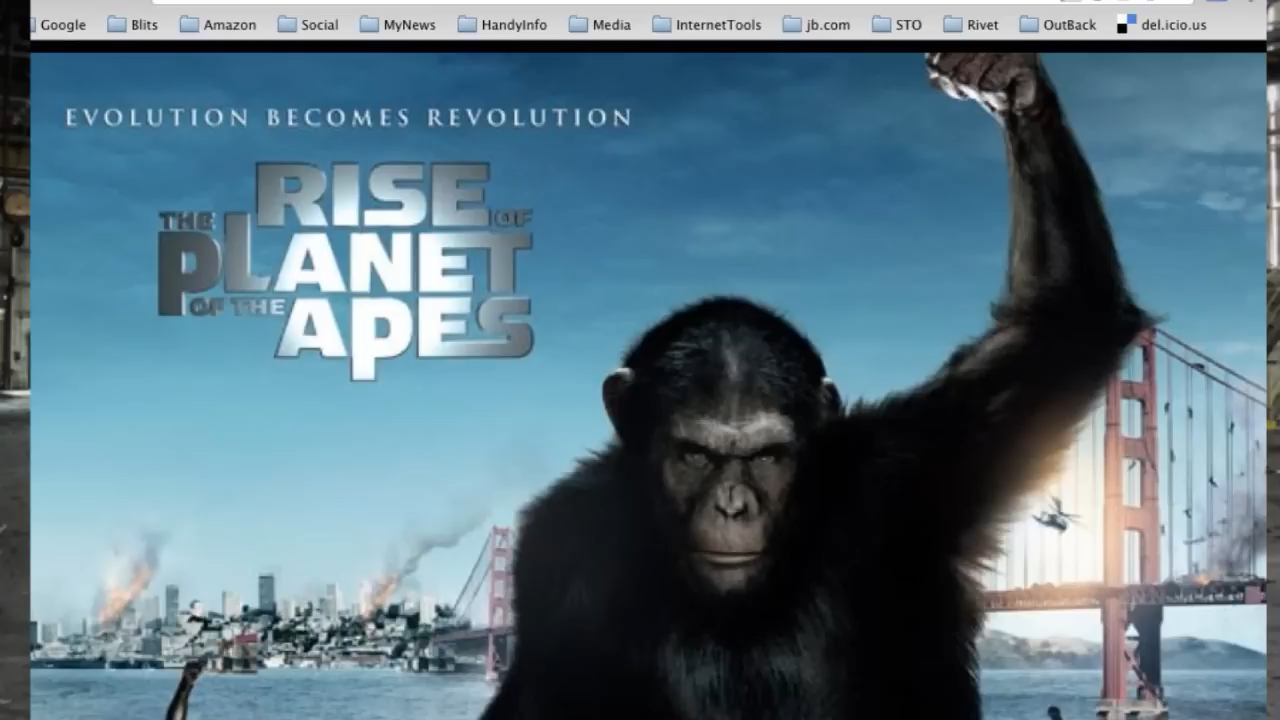 Google Blits Amazon Social MyNews HandyInfo Media InternetTools jb.com STO Rivet OutBack del.icio.us
EVOLUTION BECOMES REVOLUTION
RISE OF
THE PLANET
OF THE APES